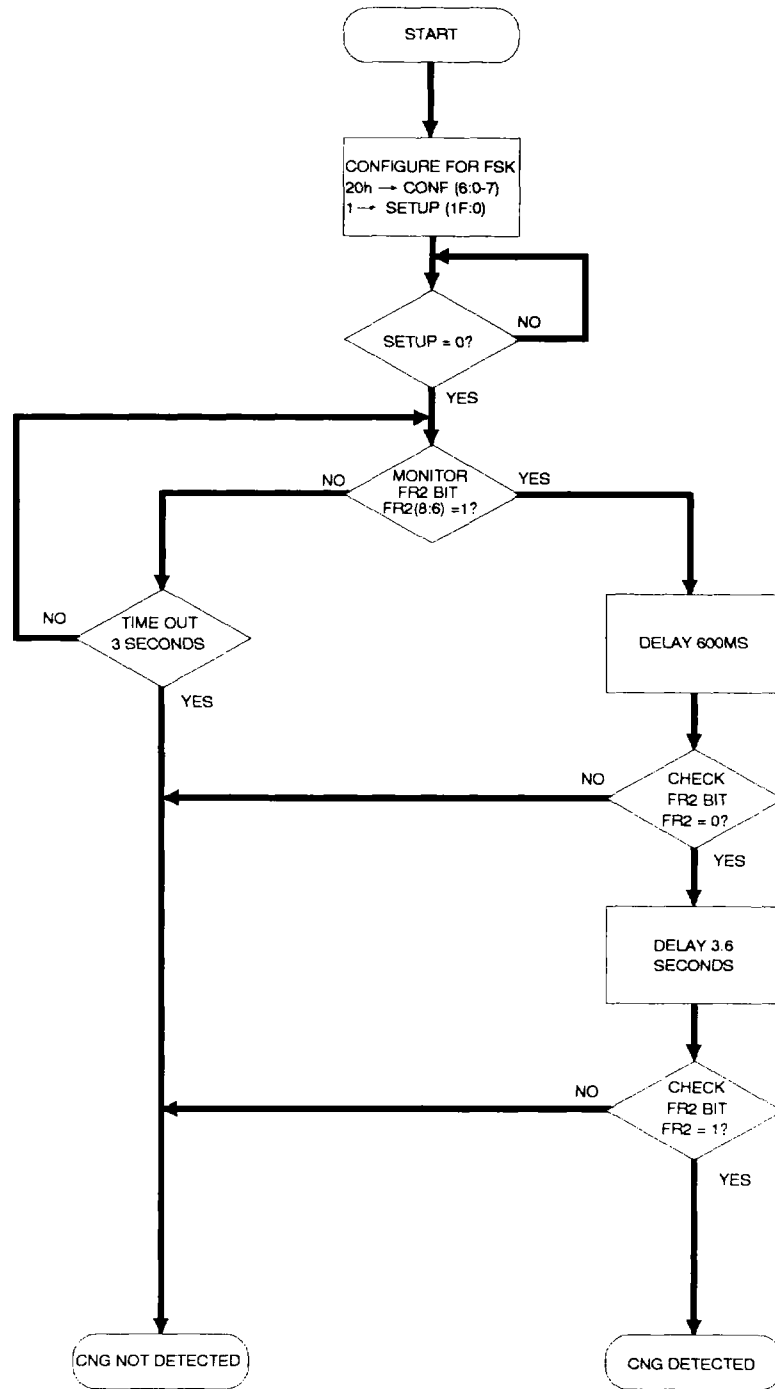 START
CONFIGURE FOR FSK
20h → CONF (6:0-7)
1 → SETUP (1F:0)
NO
SETUP = 0?
YES
NO
MONITOR
FR2 BIT
FR2(8:6) =1?
YES
NO
TIME OUT
3 SECONDS
YES
DELAY 600MS
NO
CHECK
FR2 BIT
FR2 = 0?
YES
DELAY 3.6
SECONDS
NO
CHECK
FR2 BIT
FR2 = 1?
YES
CNG NOT DETECTED
CNG DETECTED